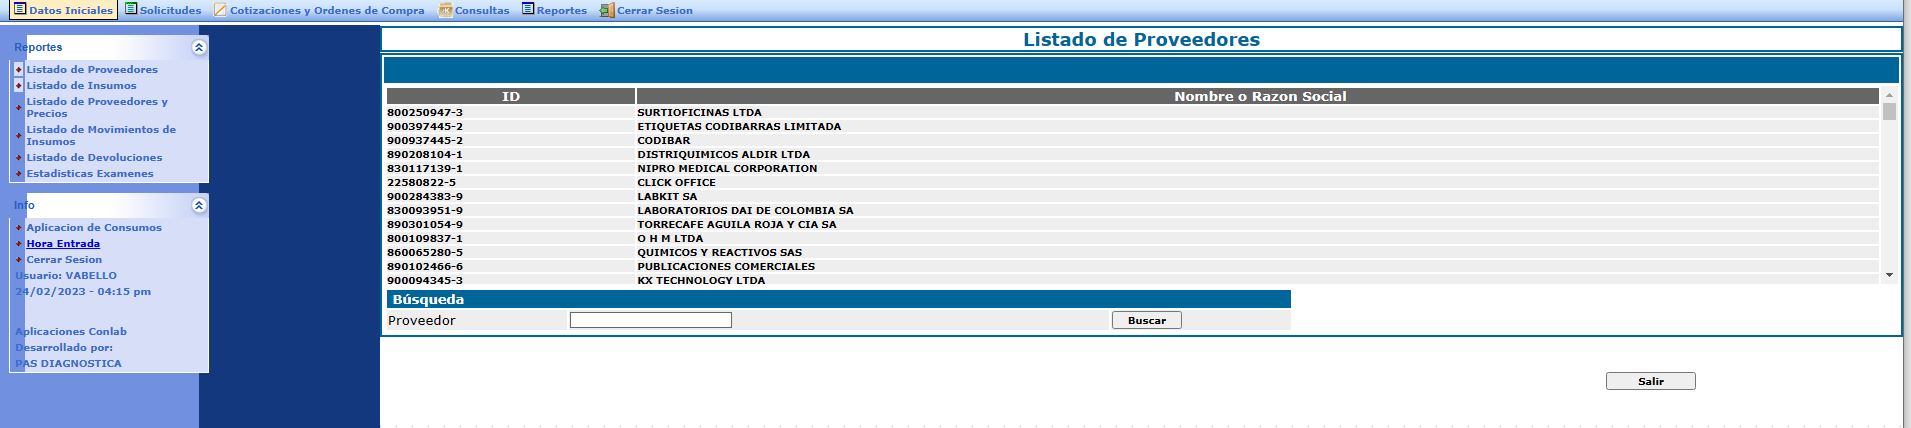 Datos Iniciales Solicitudes Cotizaciones y Ordenes de Compra Consultas Reportes Cerrar Sesion
Reportes
Listado de Proveedores
Listado de Insumos
Listado de Proveedores y
Precios
Listado de Movimientos de
Insumos
Listado de Devoluciones
Estadisticas Examenes
Info
Aplicacion de Consumos
Hora Entrada
Cerrar Sesion
Usuario: VABELLO
24/02/2023 - 04:15 pm
Aplicaciones Conlab
Desarrollado por:
PAS DIAGNOSTICA
Listado de Proveedores
ID Nombre o Razon Social
800250947-3 SURTIOFICINAS LTDA
900397445-2 ETIQUETAS CODIBARRAS LIMITADA
900937445-2 CODIBAR
890208104-1 DISTRIQUIMICOS ALDIR LTDA
830117139-1 NIPRO MEDICAL CORPORATION
22580822-5 CLICK OFFICE
900284383-9 LABKIT SA
830093951-9 LABORATORIOS DAI DE COLOMBIA SA
890301054-9 TORRECAFE AGUILA ROJA Y CIA SA
800109837-1 O H M LTDA
860065280-5 QUIMICOS Y REACTIVOS SAS
890102466-6 PUBLICACIONES COMERCIALES
900094345-3 KX TECHNOLOGY LTDA
Búsqueda
Proveedor Buscar
Salir